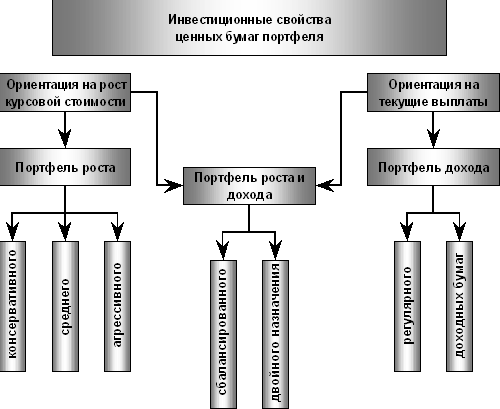 Инвестиционные свойства
ценных бумаг портфеля
Ориентация на рост
курсовой стоимости
Ориентация на
текущие выплаты
Портфель роста
Портфель роста и
дохода
Портфель дохода
консервативного
среднего
агрессивного
сбалансированного
двойного назначения
регулярного
доходных бумаг